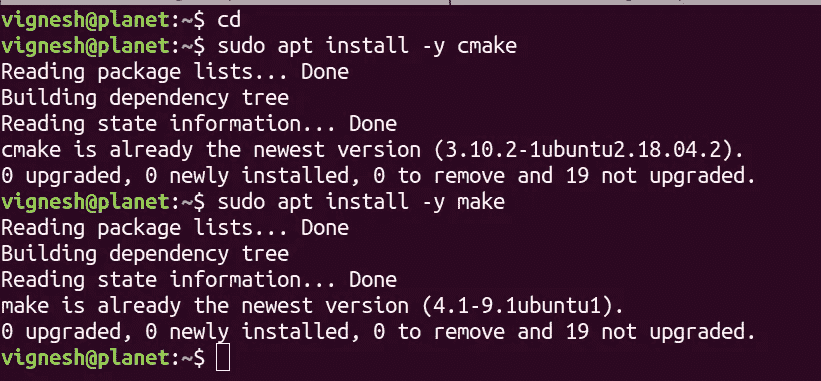 vignesh@planet:~$ cd
vignesh@planet:~$ sudo apt install -y cmake
Reading package lists... Done
Building dependency tree
Reading state information... Done
cmake is already the newest version (3.10.2-1ubuntu2.18.04.2).
0 upgraded, 0 newly installed, 0 to remove and 19 not upgraded.
vignesh@planet:~$ sudo apt install -y make
Reading package lists... Done
Building dependency tree
Reading state information... Done
make is already the newest version (4.1-9.1ubuntu1).
0 upgraded, 0 newly installed, 0 to remove and 19 not upgraded.
vignesh@planet:~$